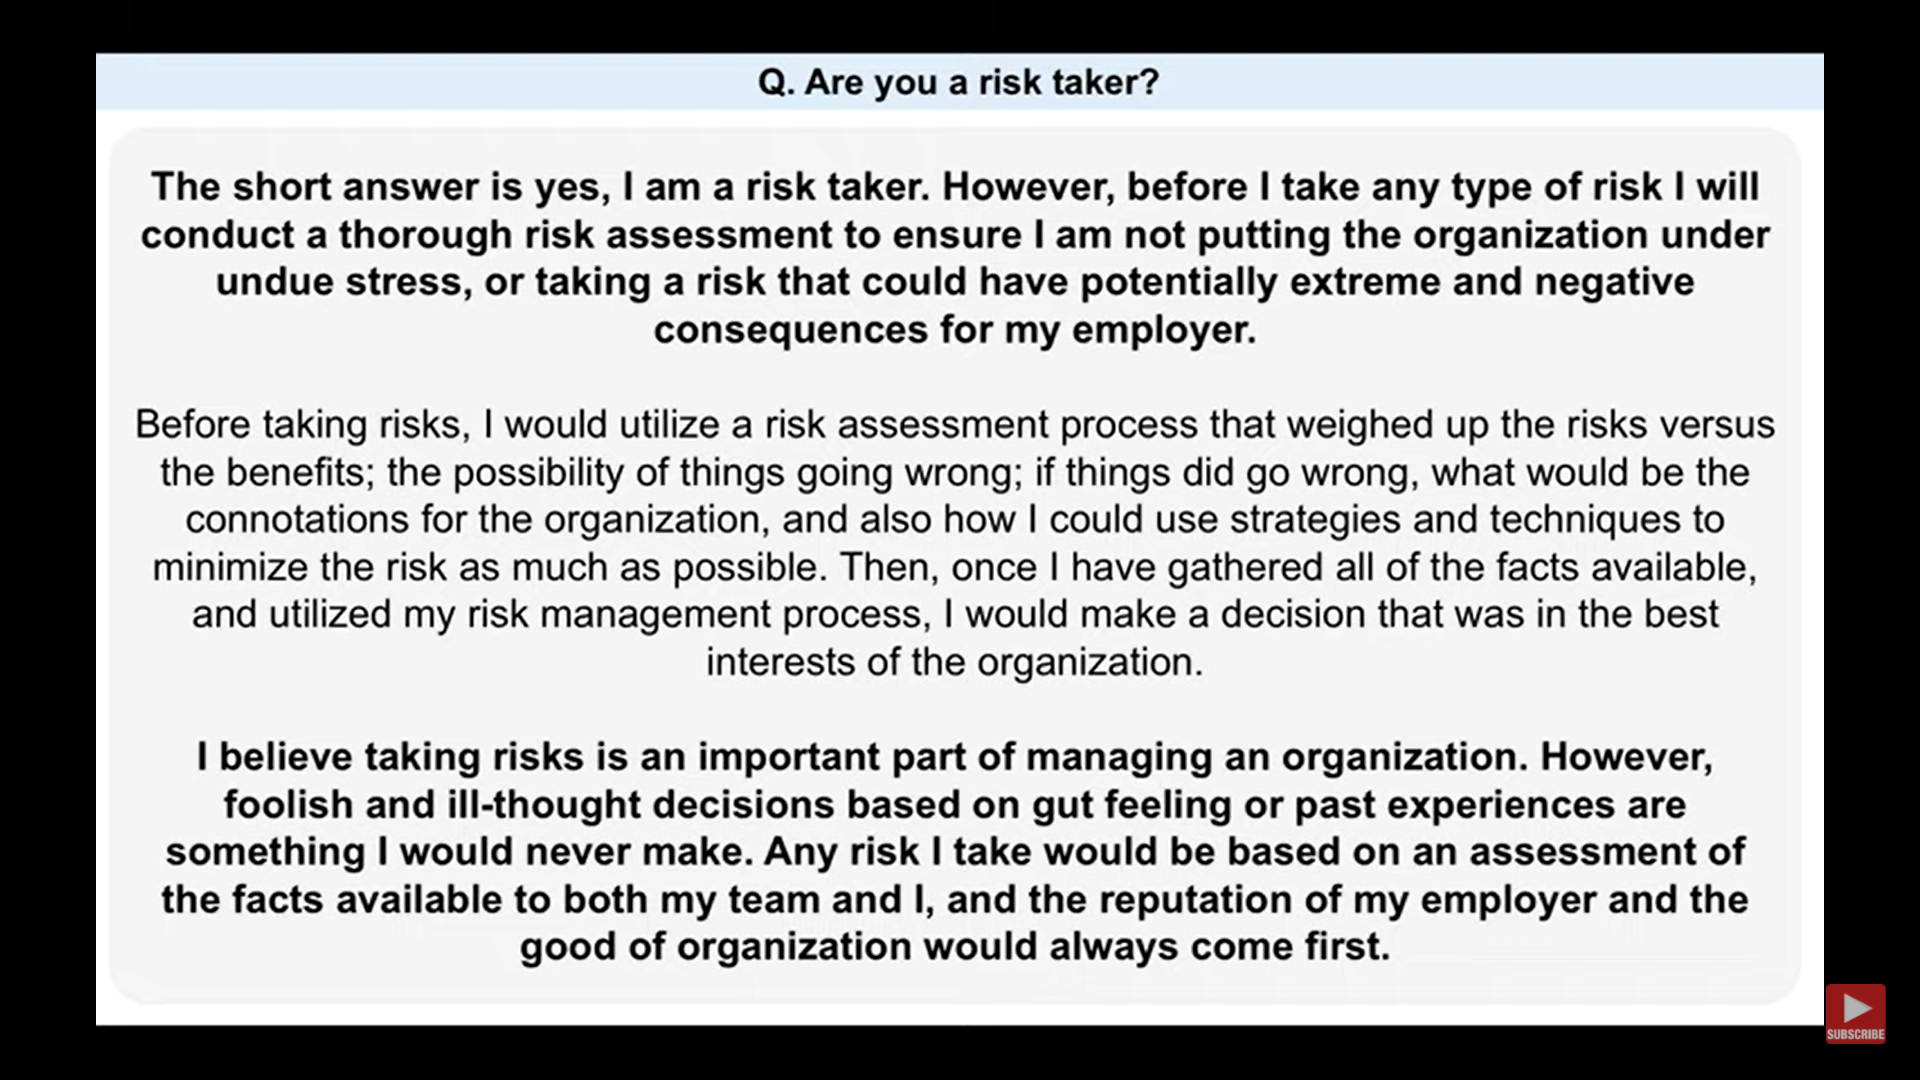 Q. Are you a risk taker?
The short answer is yes, I am a risk taker. However, before I take any type of risk I will
conduct a thorough risk assessment to ensure I am not putting the organization under
undue stress, or taking a risk that could have potentially extreme and negative
consequences for my employer.
Before taking risks, I would utilize a risk assessment process that weighed up the risks versus
the benefits; the possibility of things going wrong; if things did go wrong, what would be the
connotations for the organization, and also how I could use strategies and techniques to
minimize the risk as much as possible. Then, once I have gathered all of the facts available,
and utilized my risk management process, I would make a decision that was in the best
interests of the organization.
I believe taking risks is an important part of managing an organization. However,
foolish and ill-thought decisions based on gut feeling or past experiences are
something I would never make. Any risk I take would be based on an assessment of
the facts available to both my team and I, and the reputation of my employer and the
good of organization would always come first.
SUBSCRIBE